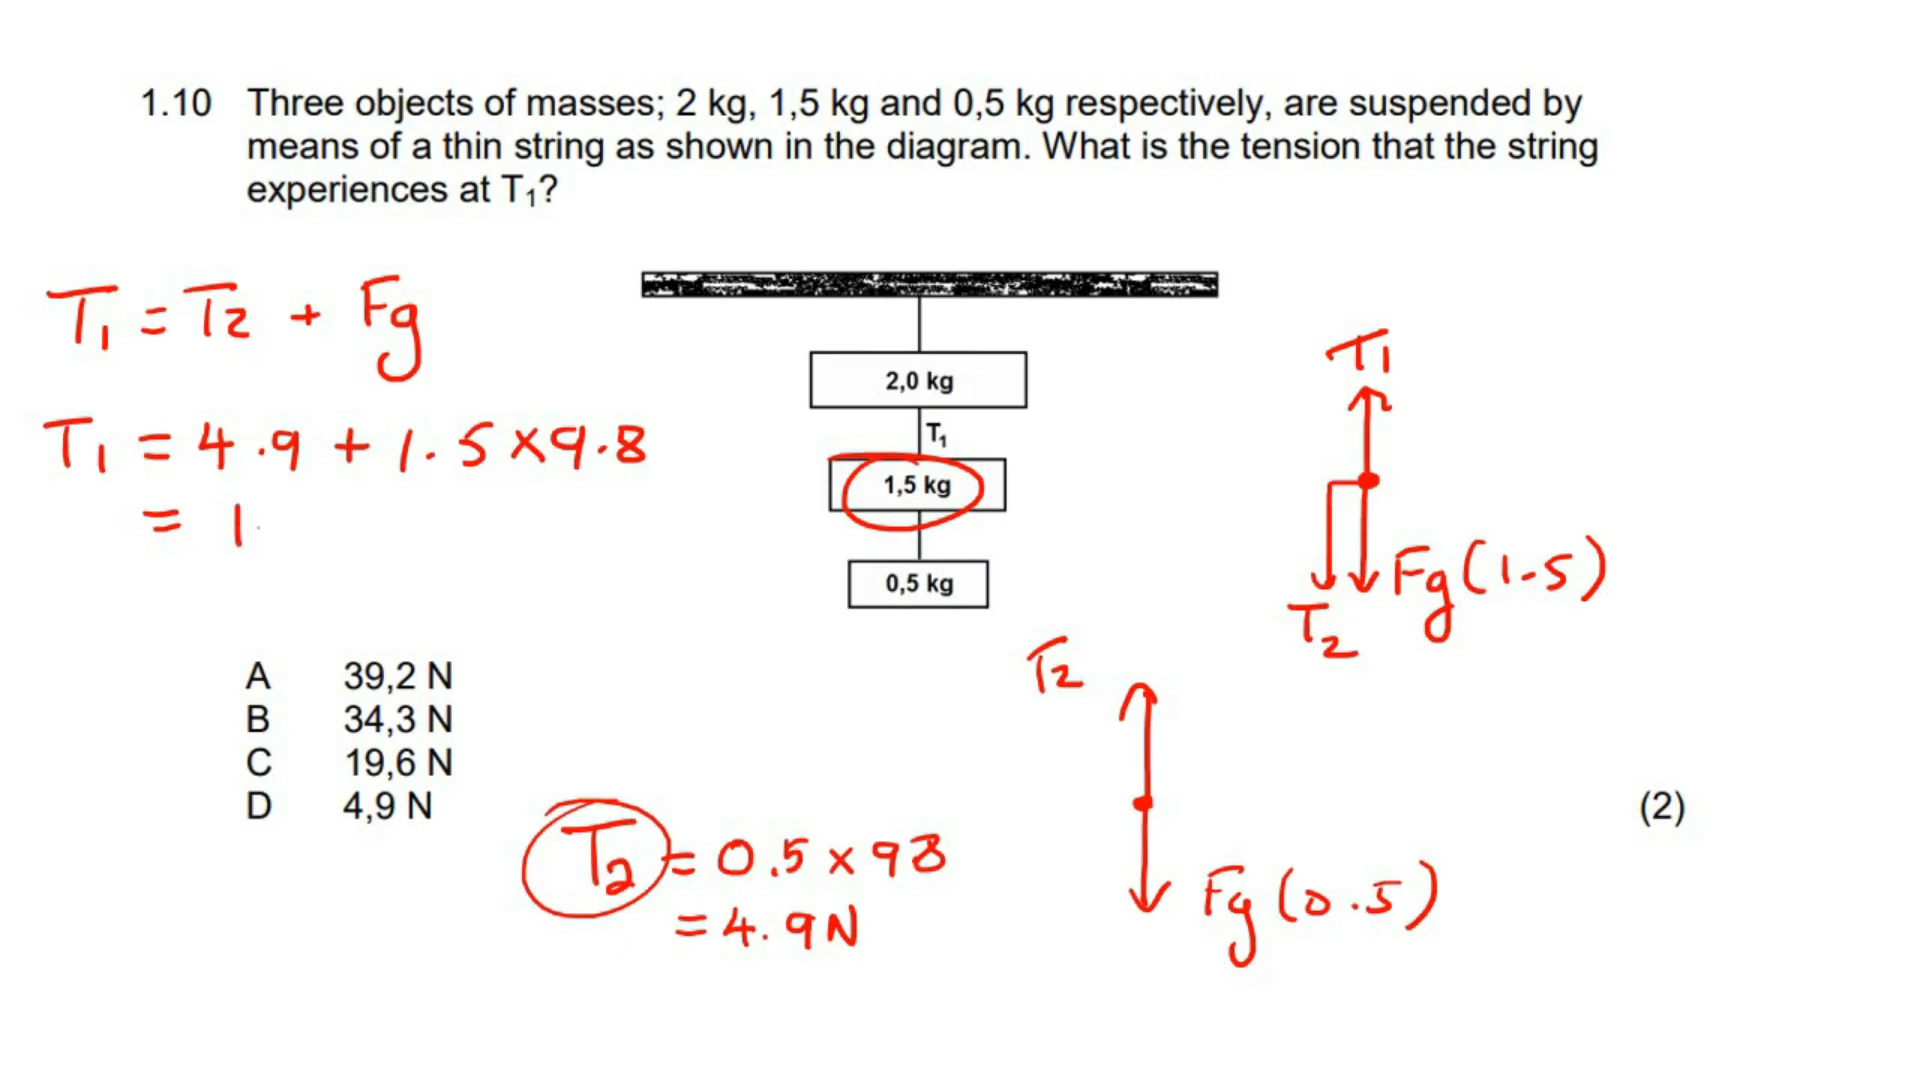 1.10 Three objects of masses; 2 kg, 1,5 kg and 0,5 kg respectively, are suspended by
means of a thin string as shown in the diagram. What is the tension that the string
experiences at T₁?
T₁ = T₂ + Fg
T₁ = 4.9 + 1.5 × 9.8
= 1
2,0 kg
T₁
1,5 kg
0,5 kg
T₁
Fg (1.5)
T₂
A 39,2 N
B 34,3 N
C 19,6 N
D 4,9 N
(2)
T₂
Fg (0.5)
T₂ = 0.5 × 98
= 4.9N